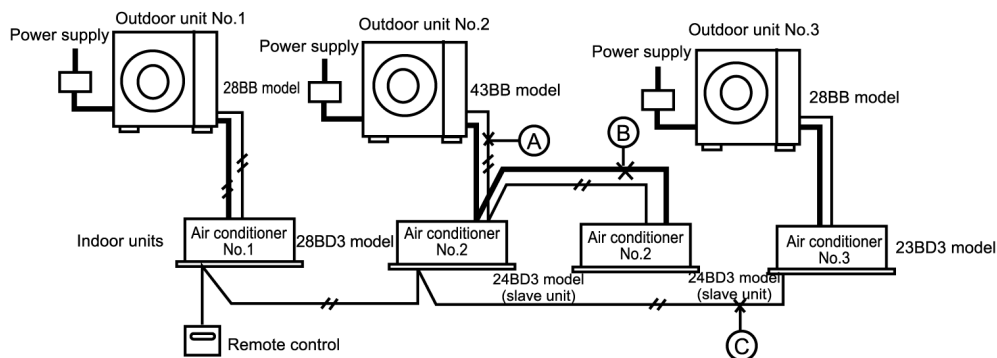 Outdoor unit No.1
Power supply
28BB model
Outdoor unit No.2
Power supply
43BB model
A
B
Outdoor unit No.3
Power supply
28BB model
Indoor units
Air conditioner
No.1
28BD3 model
Air conditioner
No.2
24BD3 model
(slave unit)
Air conditioner
No.2
24BD3 model
(slave unit)
Air conditioner
No.3
23BD3 model
Remote control
C